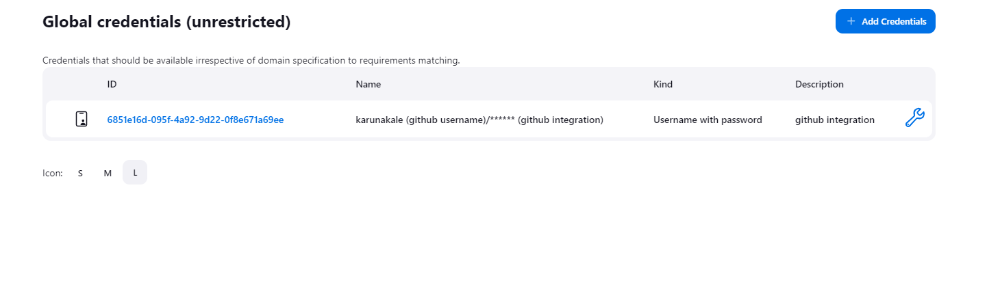 Global credentials (unrestricted)
+ Add Credentials
Credentials that should be available irrespective of domain specification to requirements matching.
ID Name Kind Description
6851e16d-095f-4a92-9d22-0f8e671a69ee karunakale (github username)/****** (github integration) Username with password github integration
Icon: S M L